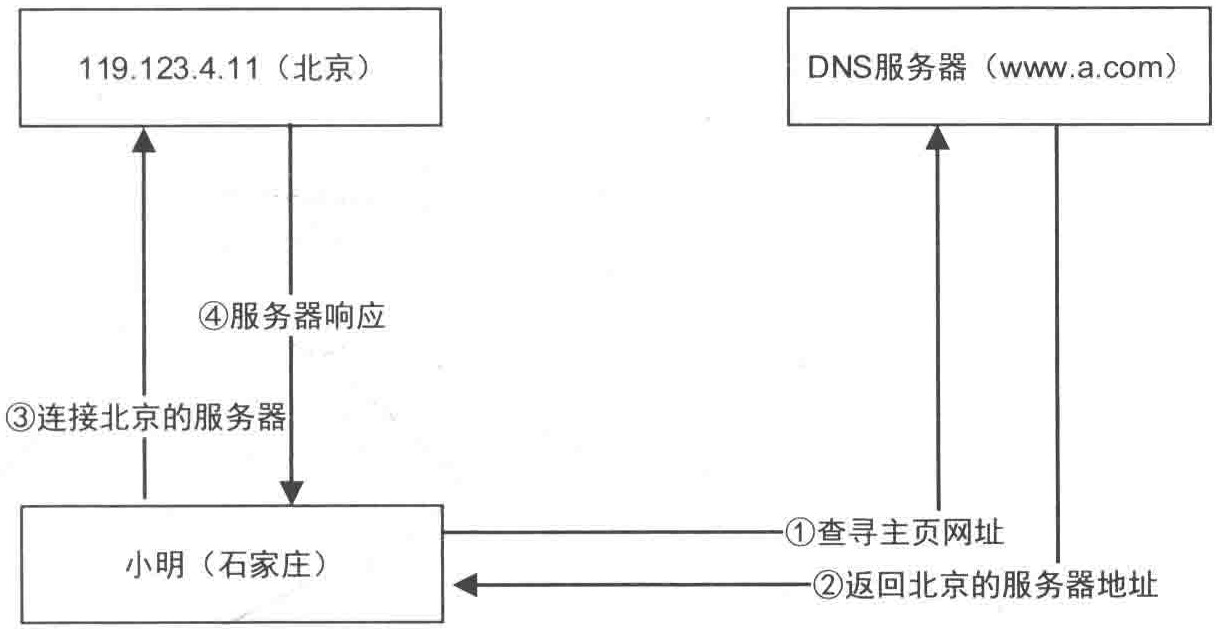 119.123.4.11（北京）
DNS服务器（www.a.com）
④服务器响应
③连接北京的服务器
小明（石家庄）
①查寻主页网址
②返回北京的服务器地址